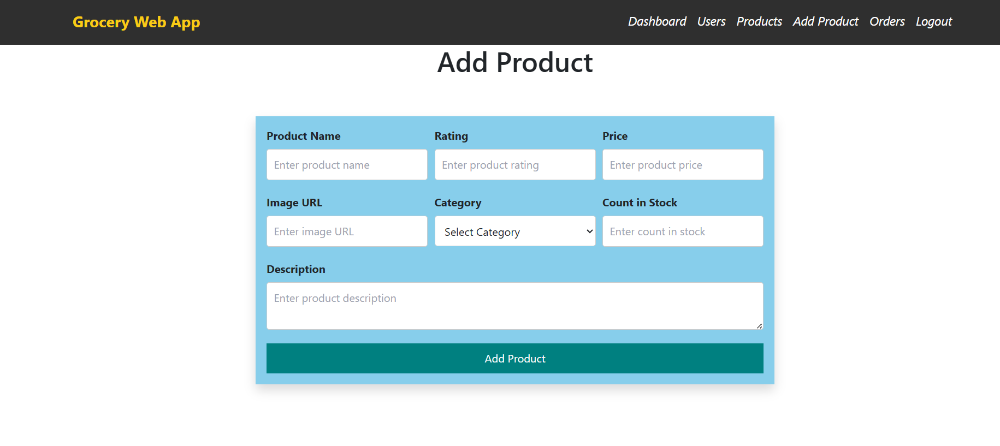 Grocery Web App
Dashboard Users Products Add Product Orders Logout
Add Product
Product Name Rating Price
Enter product name Enter product rating Enter product price
Image URL Category Count in Stock
Enter image URL Select Category Enter count in stock
Description
Enter product description
Add Product